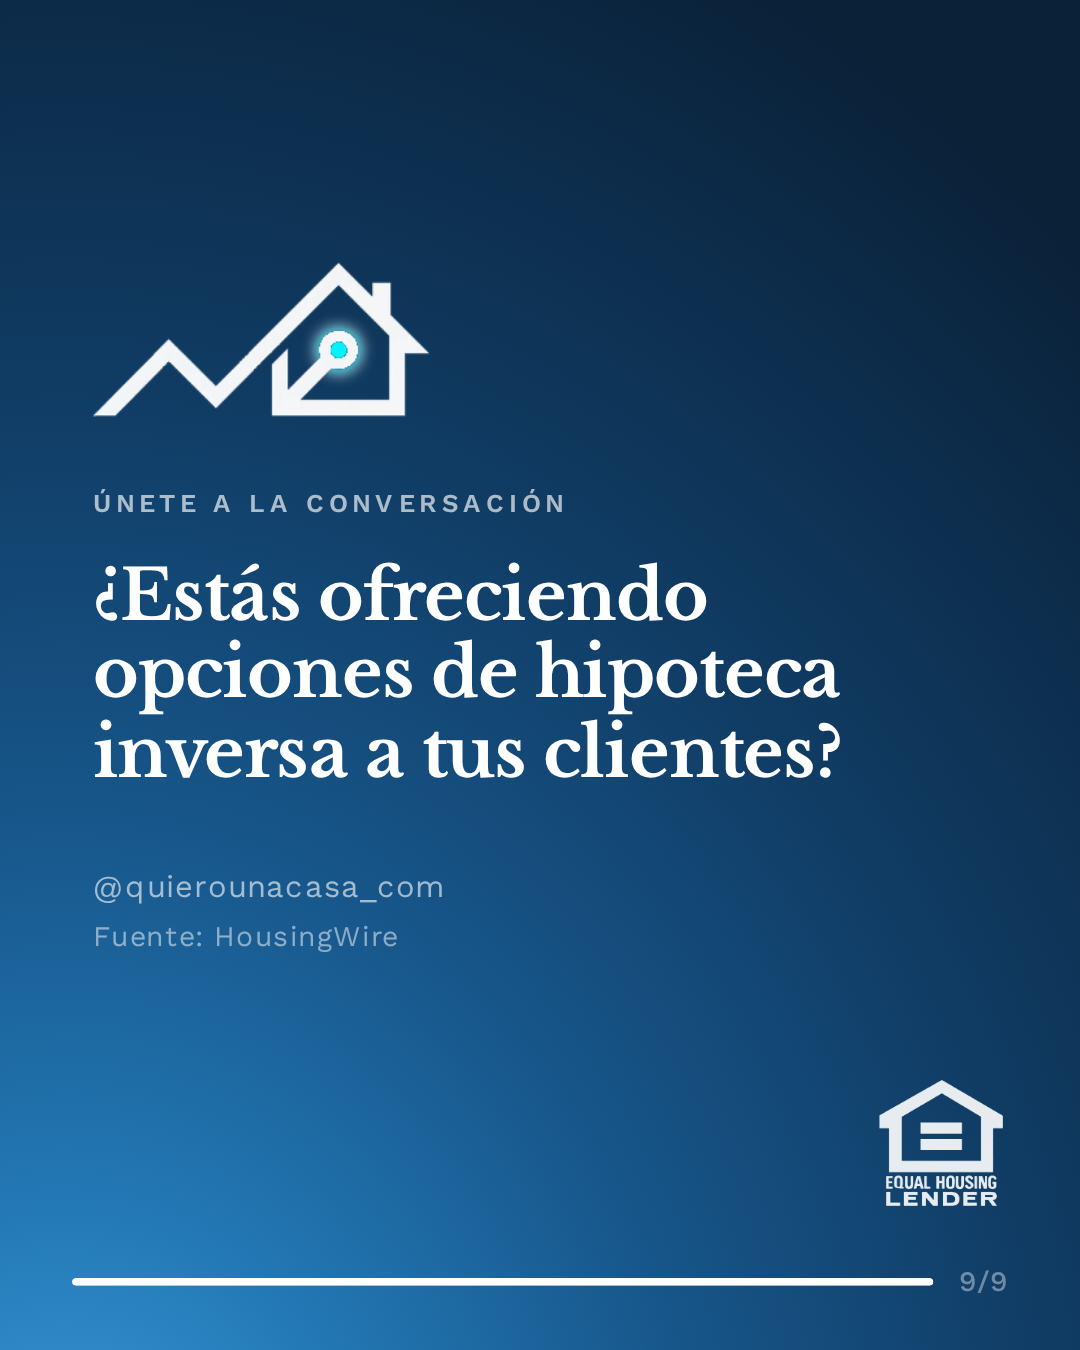 ÚNETE A LA CONVERSACIÓN
¿Estás ofreciendo
opciones de hipoteca
inversa a tus clientes?
@quierounacasa_com
Fuente: HousingWire
EQUAL HOUSING
LENDER
9/9